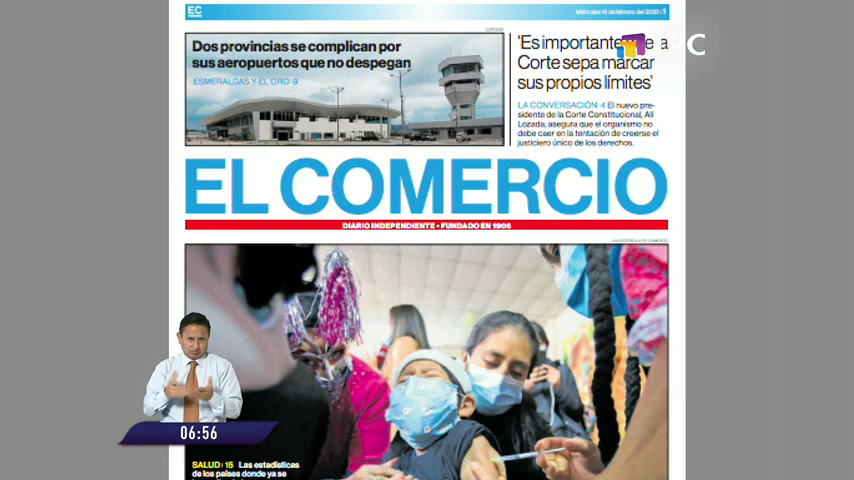 EC
Miércoles 16 de febrero del 2022 · 1
Dos provincias se complican por
sus aeropuertos que no despegan
ESMERALDAS Y EL ORO · 9
'Es importante
a
Corte sepa marcar
sus propios límites'
LA CONVERSACIÓN · 4 El nuevo pre-
sidente de la Corte Constitucional, Alí
Lozada, asegura que el organismo no
debe caer en la tentación de creerse el
justiciero único de los derechos.
C
EL COMERCIO
DIARIO INDEPENDIENTE • FUNDADO EN 1906
06:56
SALUD · 15 Las estadísticas
de los países donde ya se